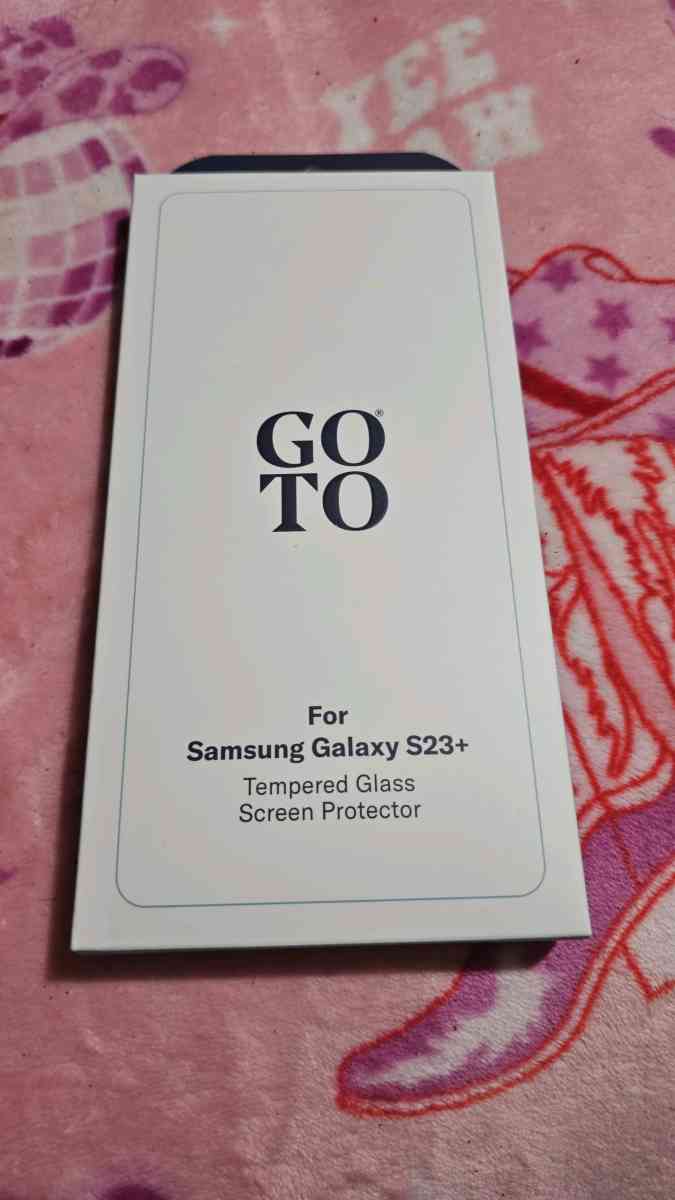 YEE
HAW
GO®
TO
For
Samsung Galaxy S23+
Tempered Glass
Screen Protector